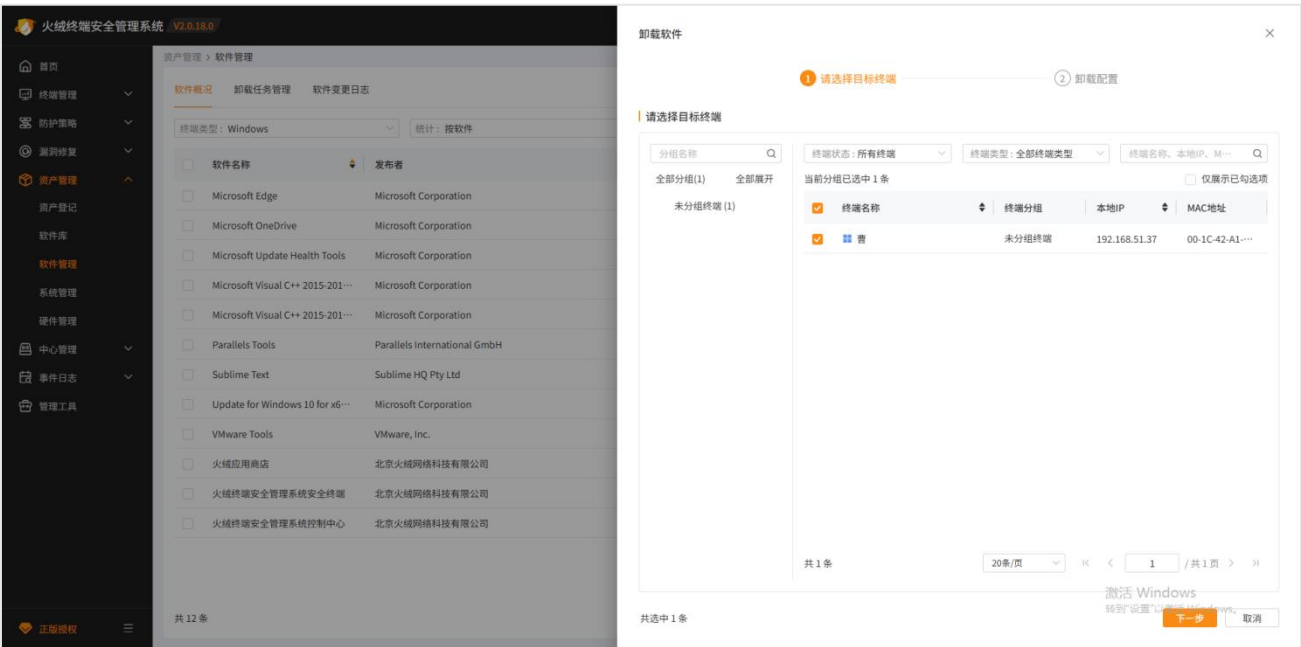 火绒终端安全管理系统 V2.0.18.0
首页
终端管理
防护策略
漏洞修复
资产管理
资产登记
软件库
软件管理
系统管理
硬件管理
中心管理
事件日志
管理工具
正版授权
资产管理 > 软件管理
软件概况 卸载任务管理 软件变更日志
终端类型: Windows 统计: 按软件
软件名称 发布者
Microsoft Edge Microsoft Corporation
Microsoft OneDrive Microsoft Corporation
Microsoft Update Health Tools Microsoft Corporation
Microsoft Visual C++ 2015-201··· Microsoft Corporation
Microsoft Visual C++ 2015-201··· Microsoft Corporation
Parallels Tools Parallels International GmbH
Sublime Text Sublime HQ Pty Ltd
Update for Windows 10 for x6··· Microsoft Corporation
VMware Tools VMware, Inc.
火绒应用商店 北京火绒网络科技有限公司
火绒终端安全管理系统安全终端 北京火绒网络科技有限公司
火绒终端安全管理系统控制中心 北京火绒网络科技有限公司
共 12 条
卸载软件
1 请选择目标终端 2 卸载配置
请选择目标终端
分组名称
全部分组(1) 全部展开
未分组终端 (1)
终端状态: 所有终端 终端类型: 全部终端类型 终端名称、本地IP、M···
当前分组已选中 1 条 仅展示已勾选项
终端名称 终端分组 本地IP MAC地址
曹 未分组终端 192.168.51.37 00-1C-42-A1-···
共 1 条 20条/页 1 / 共 1 页
激活 Windows
转到"设置"以激活 Windows。
共选中 1 条 下一步 取消